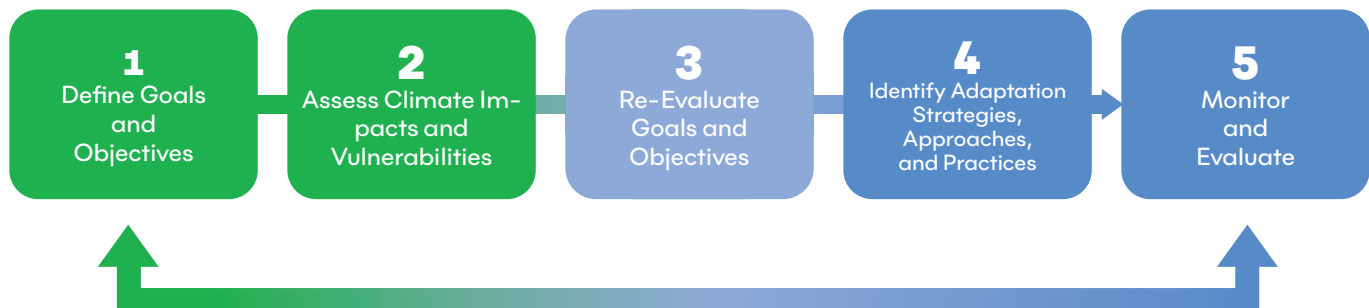 1
Define Goals
and
Objectives
2
Assess Climate Im-
pacts and
Vulnerabilities
3
Re-Evaluate
Goals and
Objectives
4
Identify Adaptation
Strategies,
Approaches,
and Practices
5
Monitor
and
Evaluate